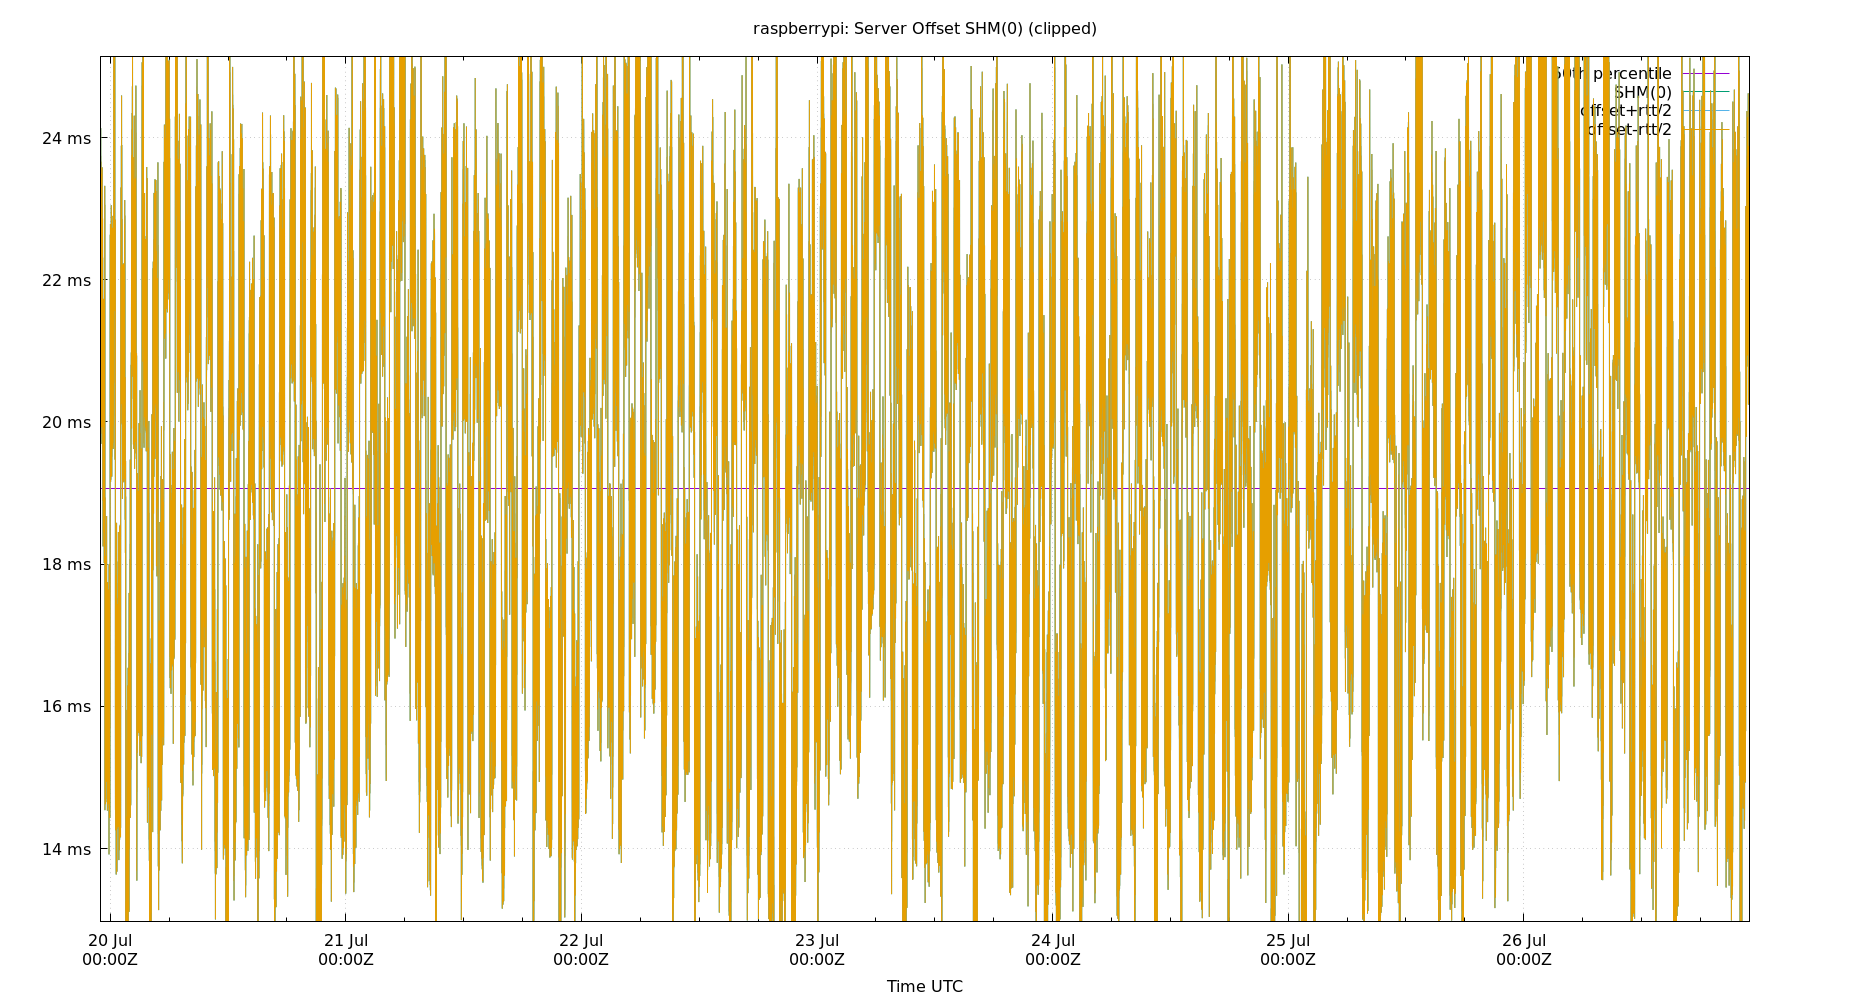 raspberrypi: Server Offset SHM(0) (clipped)
50th percentile
SHM(0)
offset+rtt/2
offset-rtt/2
24 ms
22 ms
20 ms
18 ms
16 ms
14 ms
20 Jul 21 Jul 22 Jul 23 Jul 24 Jul 25 Jul 26 Jul
00:00Z 00:00Z 00:00Z 00:00Z 00:00Z 00:00Z 00:00Z
Time UTC